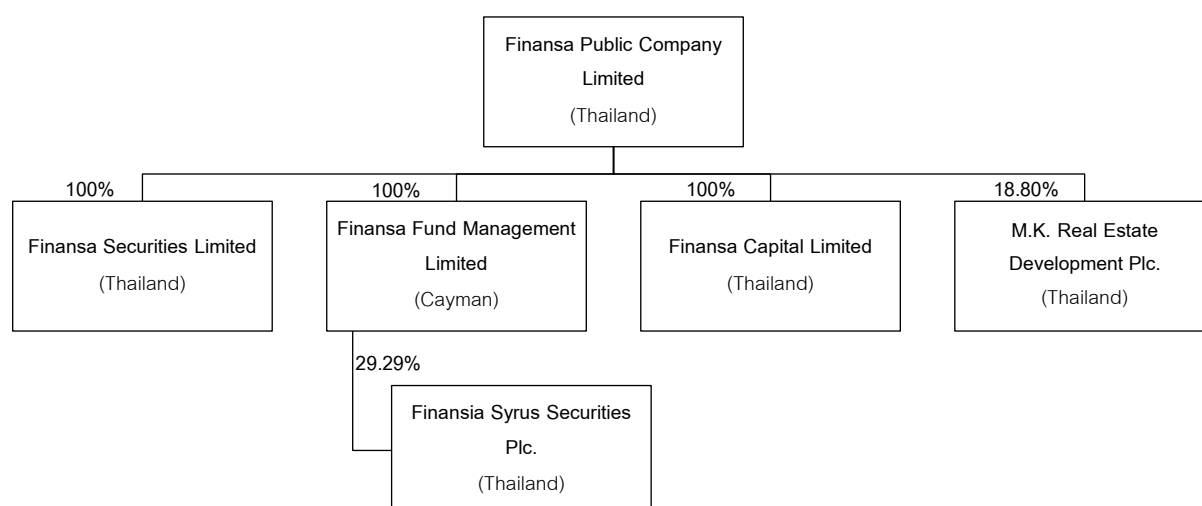 Finansa Public Company
Limited
(Thailand)
100%
100%
100%
18.80%
Finansa Securities Limited
(Thailand)
Finansa Fund Management
Limited
(Cayman)
Finansa Capital Limited
(Thailand)
M.K. Real Estate
Development Plc.
(Thailand)
29.29%
Finansia Syrus Securities
Plc.
(Thailand)